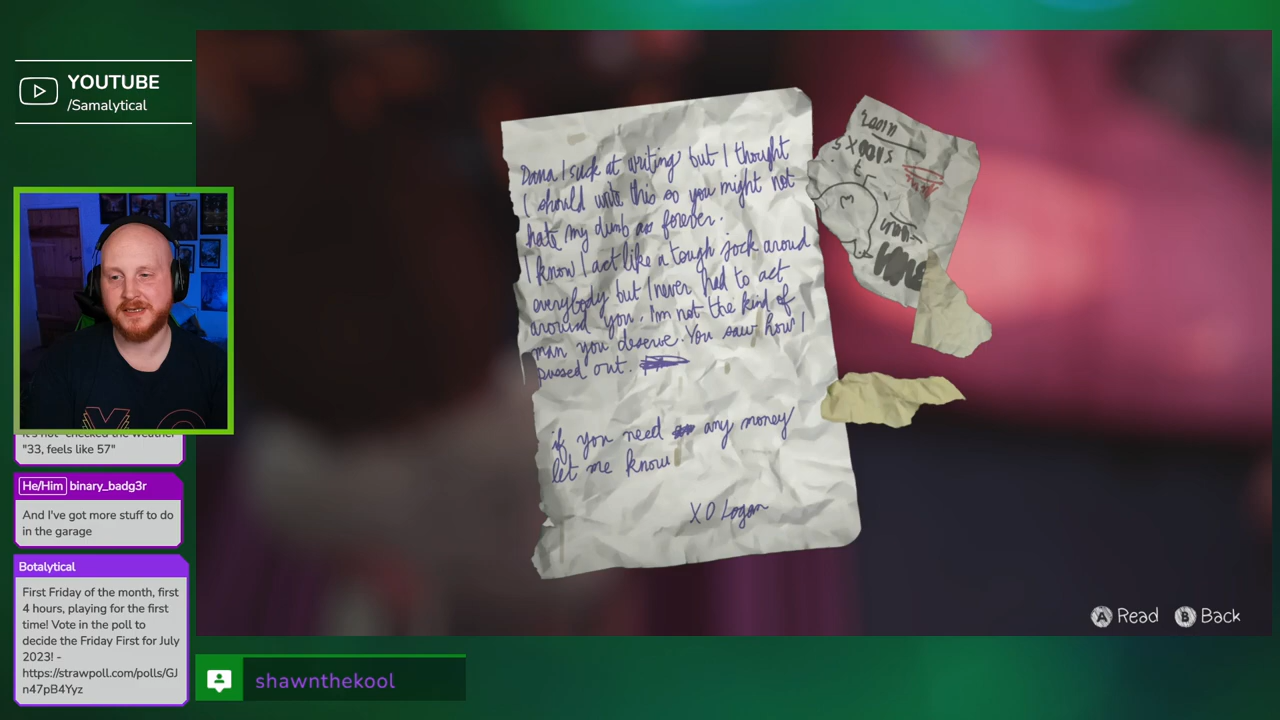 YOUTUBE
/Samalytical
"33, feels like 57"
He/Him binary_badg3r
And I've got more stuff to do
in the garage
Botalytical
First Friday of the month, first
4 hours, playing for the first
time! Vote in the poll to
decide the Friday First for July
2023! -
https://strawpoll.com/polls/GJ
n47pB4Yyz
Dana I suck at writing but I thought
I should write this so you might not
hate my dumb ass forever.
I know I act like a tough jock aroud
everybody but I never had to act
around you. I'm not the kind of
man you deserve. You saw how I
pussed out.
if you need any money
let me know
XO Logan
room
Read
Back
shawnthekool